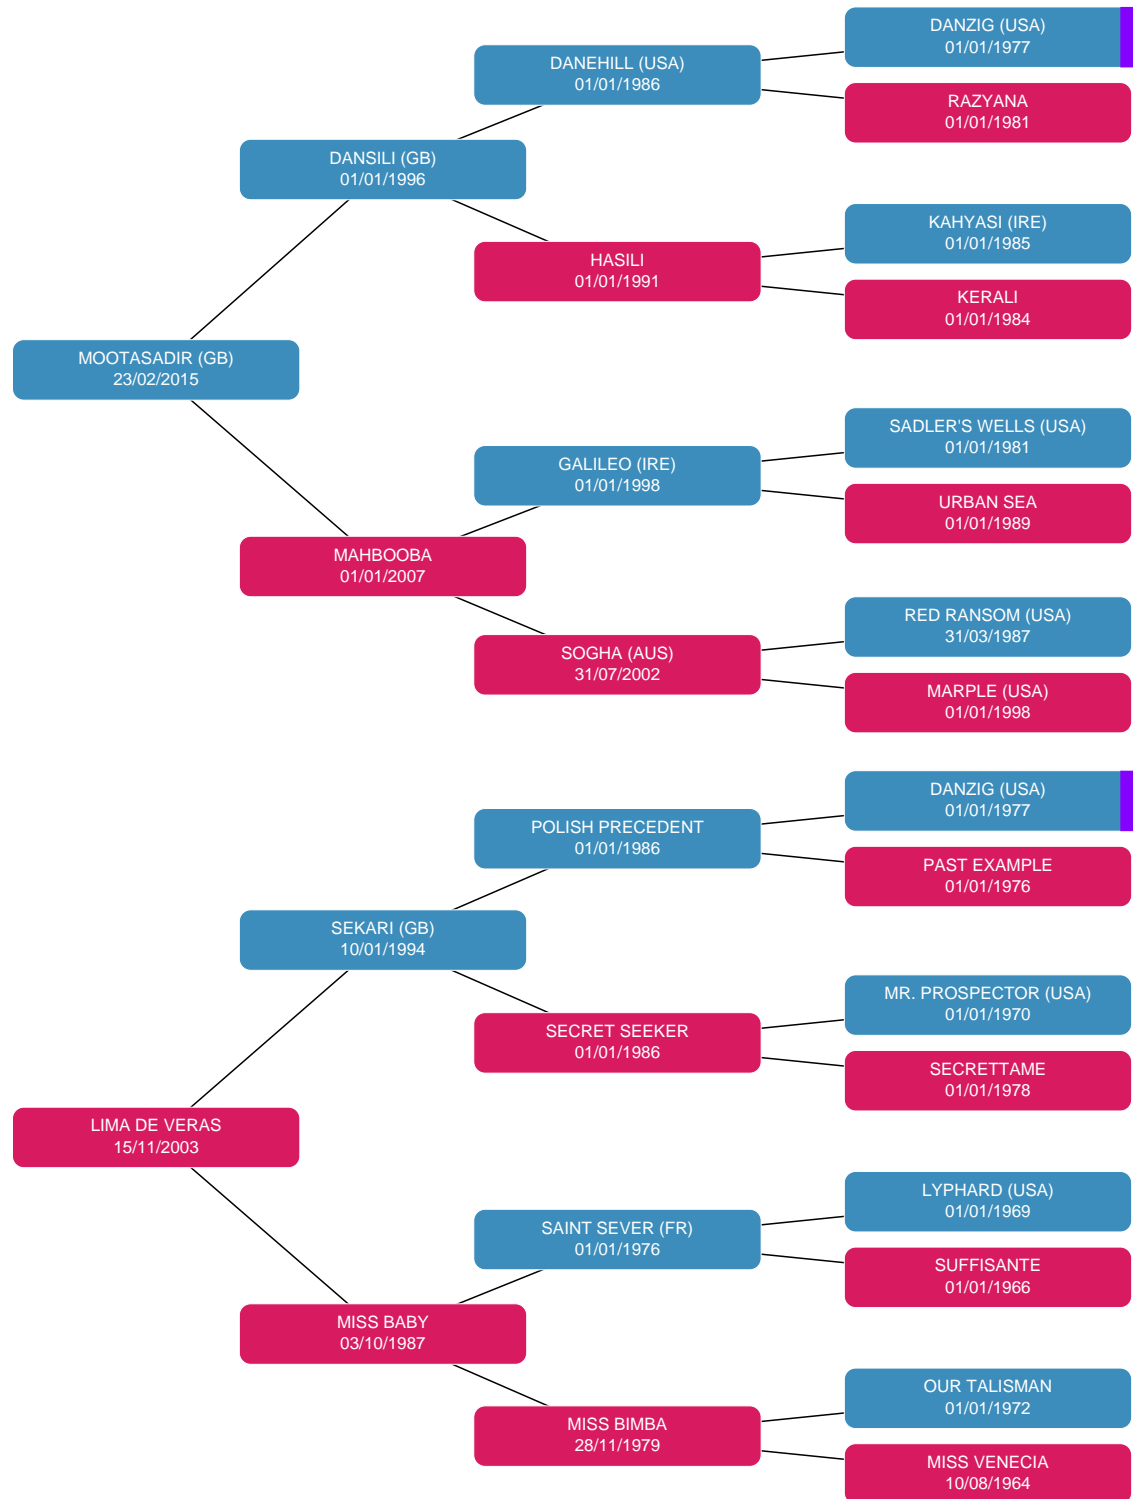 DANZIG (USA)
01/01/1977
DANEHILL (USA)
01/01/1986
RAZYANA
01/01/1981
DANSILI (GB)
01/01/1996
KAHYASI (IRE)
01/01/1985
HASILI
01/01/1991
KERALI
01/01/1984
MOOTASADIR (GB)
23/02/2015
SADLER'S WELLS (USA)
01/01/1981
GALILEO (IRE)
01/01/1998
URBAN SEA
01/01/1989
MAHBOOBA
01/01/2007
RED RANSOM (USA)
31/03/1987
SOGHA (AUS)
31/07/2002
MARPLE (USA)
01/01/1998
DANZIG (USA)
01/01/1977
POLISH PRECEDENT
01/01/1986
PAST EXAMPLE
01/01/1976
SEKARI (GB)
10/01/1994
MR. PROSPECTOR (USA)
01/01/1970
SECRET SEEKER
01/01/1986
SECRETTAME
01/01/1978
LIMA DE VERAS
15/11/2003
LYPHARD (USA)
01/01/1969
SAINT SEVER (FR)
01/01/1976
SUFFISANTE
01/01/1966
MISS BABY
03/10/1987
OUR TALISMAN
01/01/1972
MISS BIMBA
28/11/1979
MISS VENECIA
10/08/1964